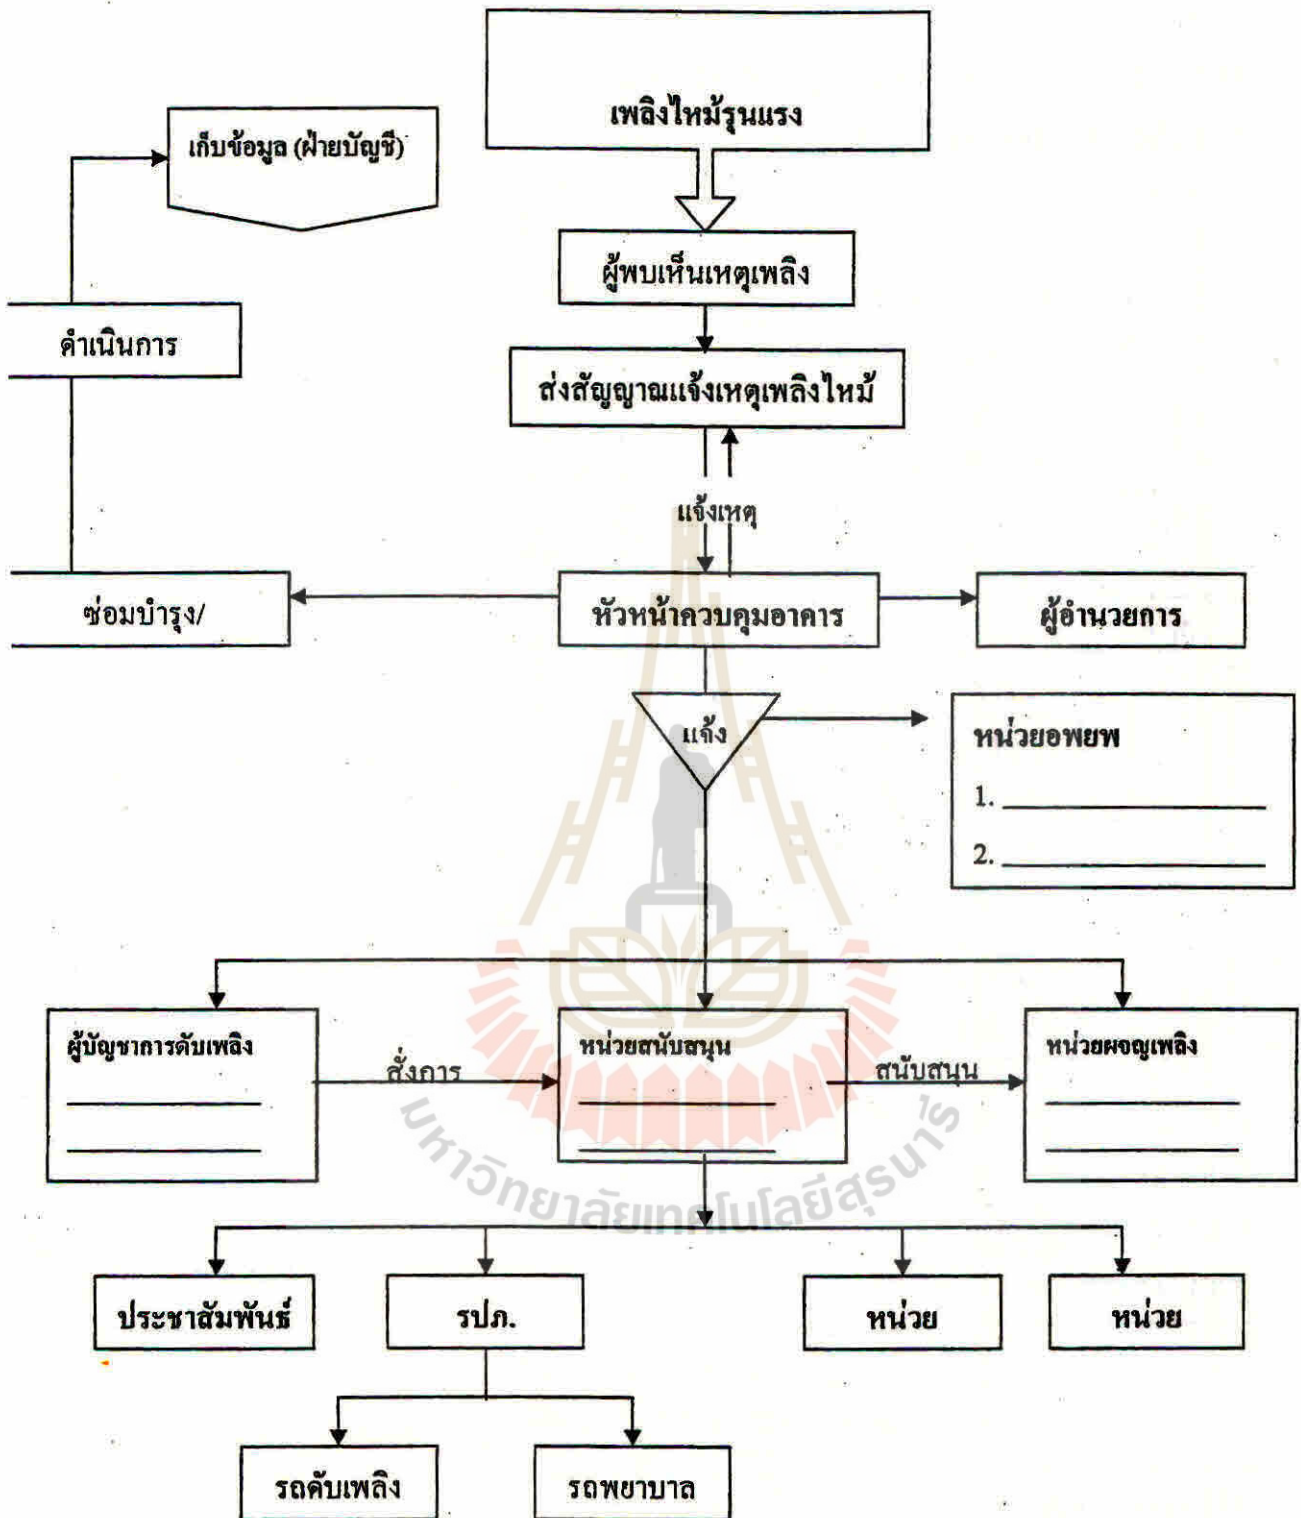 เพลิงไหม้รุนแรง
เก็บข้อมูล (ฝ่ายบัญชี)
ผู้พบเห็นเหตุเพลิง
ดำเนินการ
ส่งสัญญาณแจ้งเหตุเพลิงไหม้
แจ้งเหตุ
ซ่อมบำรุง/
หัวหน้าควบคุมอาคาร
ผู้อำนวยการ
แจ้ง
หน่วยอพยพ
1. ____________________
2. ____________________
ผู้บัญชาการดับเพลิง
สั่งการ
หน่วยสนับสนุน
สนับสนุน
หน่วยผจญเพลิง
มหาวิทยาลัยเทคโนโลยีสุรนารี
ประชาสัมพันธ์
รปภ.
หน่วย
หน่วย
รถดับเพลิง
รถพยาบาล